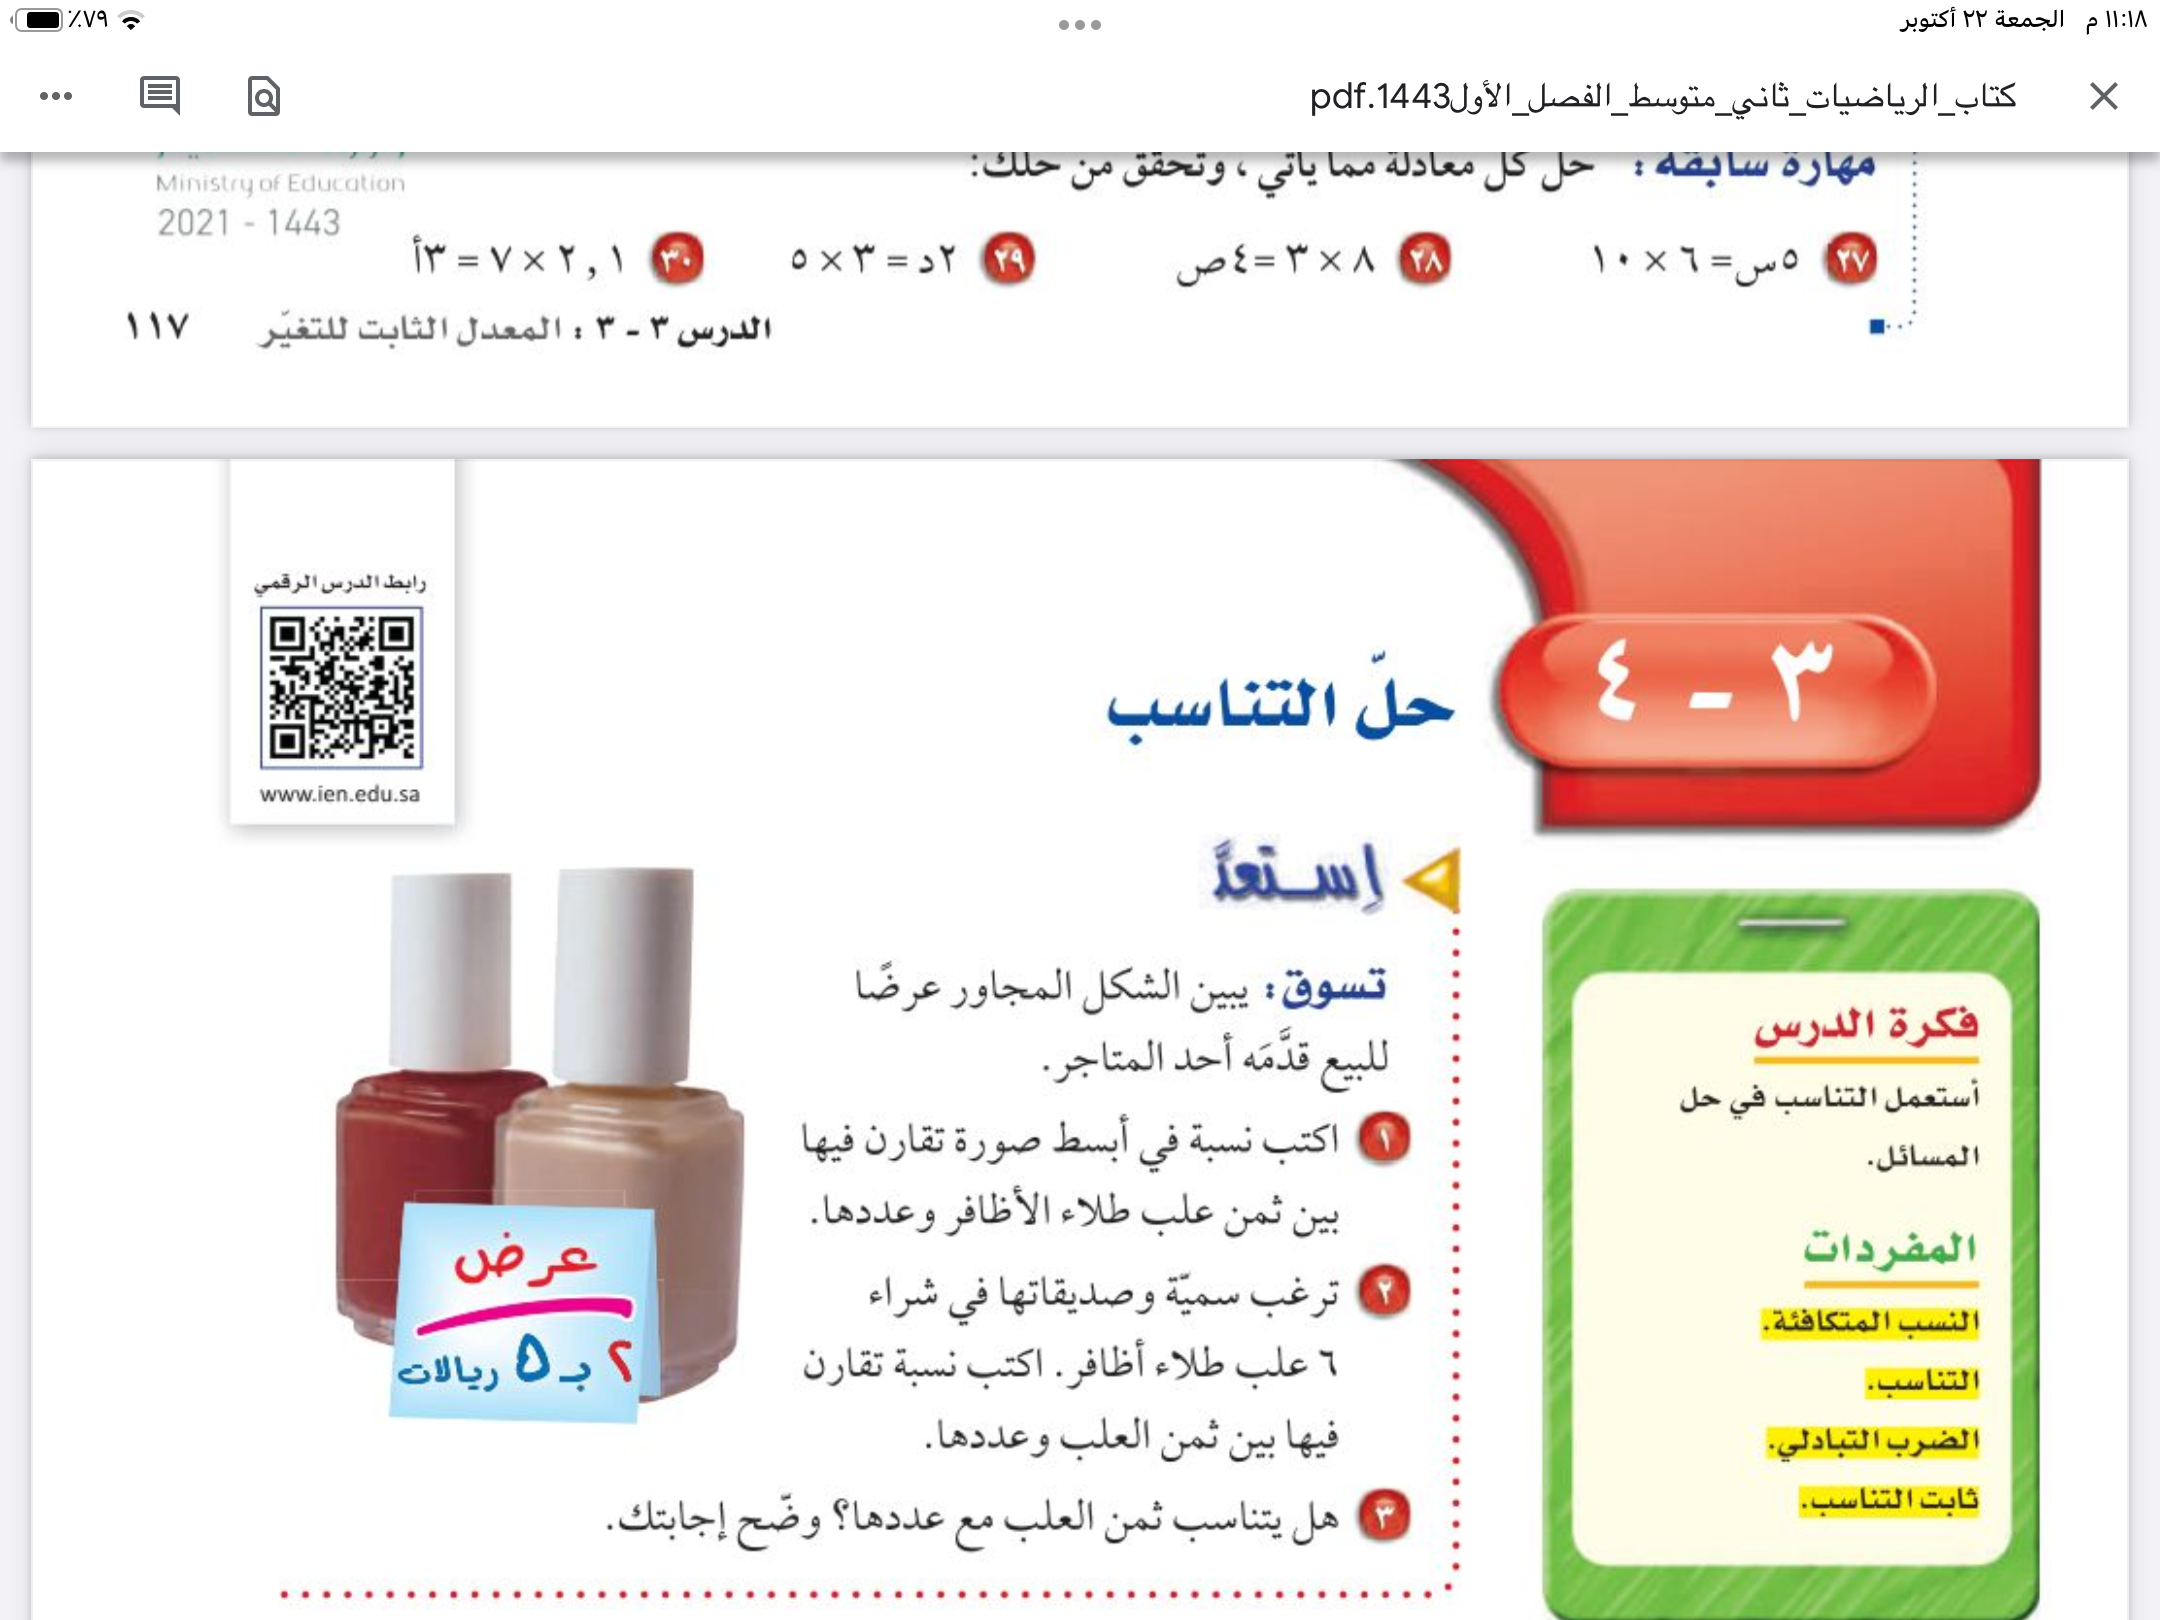 ١١:١٨ م الجمعة ٢٢ أكتوبر
٪٧٩
كتاب_الرياضيات_ثاني_متوسط_الفصل_الأول1443.pdf
مهارة سابقة : حل كل معادلة مما يأتي ، وتحقق من حلك:
Ministry of Education
2021 - 1443
٢٧ ٥س = ٦ × ١٠
٢٨ ٨ × ٣ = ٤ص
٢٩ ٢د = ٣ × ٥
٣٠ ٢,١ × ٧ = ٣أ
الدرس ٣ - ٣ : المعدل الثابت للتغيّر ١١٧
رابط الدرس الرقمي
www.ien.edu.sa
٣ - ٤
حلّ التناسب
إستعدَّ
تسوق : يبين الشكل المجاور عرضًا
للبيع قدَّمَه أحد المتاجر.
١ اكتب نسبة في أبسط صورة تقارن فيها
بين ثمن علب طلاء الأظافر وعددها.
٢ ترغب سميّة وصديقاتها في شراء
٦ علب طلاء أظافر. اكتب نسبة تقارن
فيها بين ثمن العلب وعددها.
٣ هل يتناسب ثمن العلب مع عددها؟ وضّح إجابتك.
عرض
٢ بـ ٥ ريالات
فكرة الدرس
أستعمل التناسب في حل
المسائل.
المفردات
النسب المتكافئة.
التناسب.
الضرب التبادلي.
ثابت التناسب.